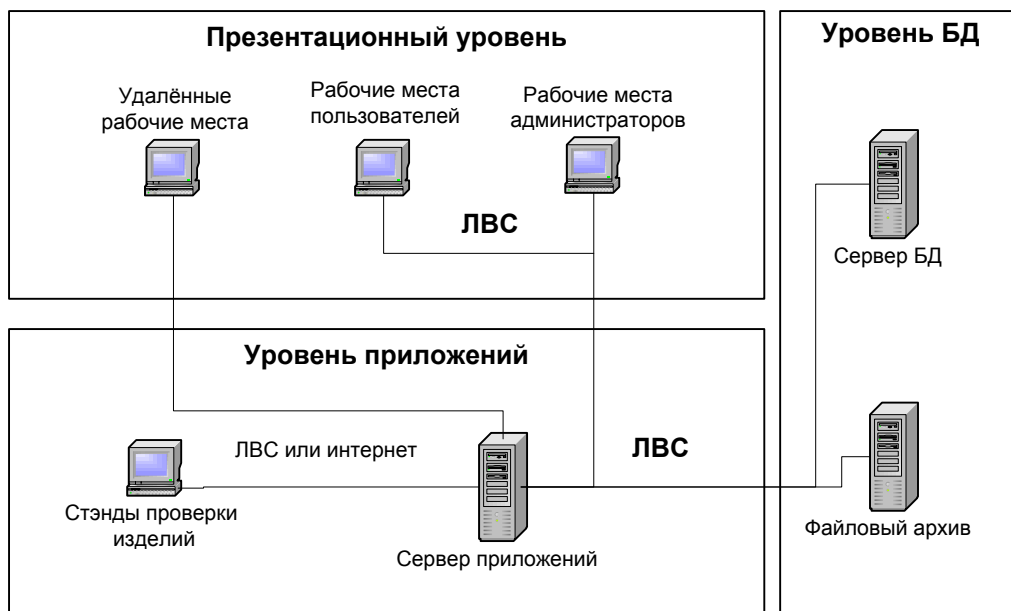 Презентационный уровень
Удалённые
рабочие места
Рабочие места
пользователей
Рабочие места
администраторов
ЛВС
Уровень БД
Сервер БД
Файловый архив
Уровень приложений
ЛВС или интернет
ЛВС
Стэнды проверки
изделий
Сервер приложений